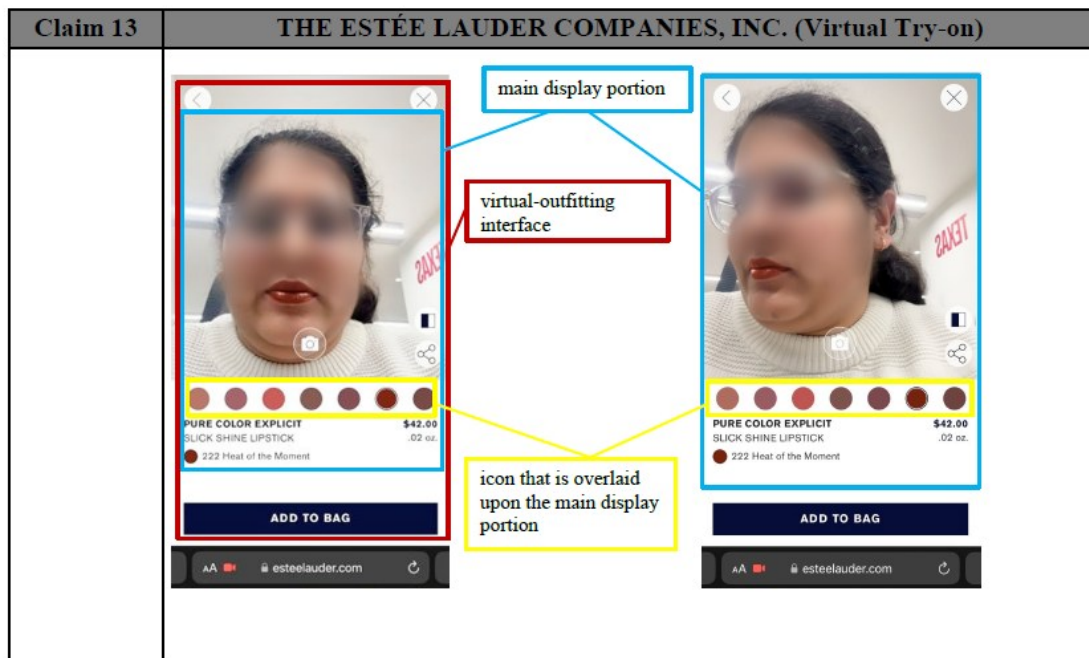 Claim 13
THE ESTÉE LAUDER COMPANIES, INC. (Virtual Try-on)
main display portion
virtual-outfitting
interface
icon that is overlaid
upon the main display
portion
TEXAS
PURE COLOR EXPLICIT $42.00
SLICK SHINE LIPSTICK .02 oz.
222 Heat of the Moment
ADD TO BAG
AA esteelauder.com
TEXAS
PURE COLOR EXPLICIT $42.00
SLICK SHINE LIPSTICK .02 oz.
222 Heat of the Moment
ADD TO BAG
AA esteelauder.com